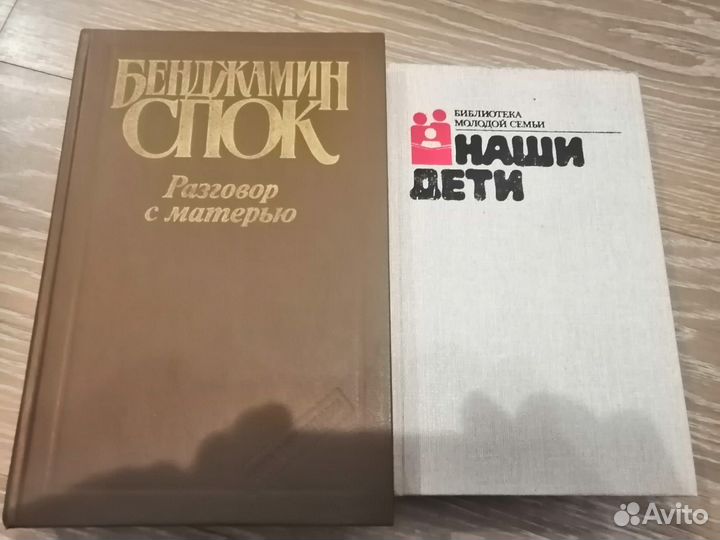 БЕНДЖАМИН
СПОК
Разговор
с матерью
БИБЛИОТЕКА
МОЛОДОЙ СЕМЬИ
НАШИ
ДЕТИ
Avito